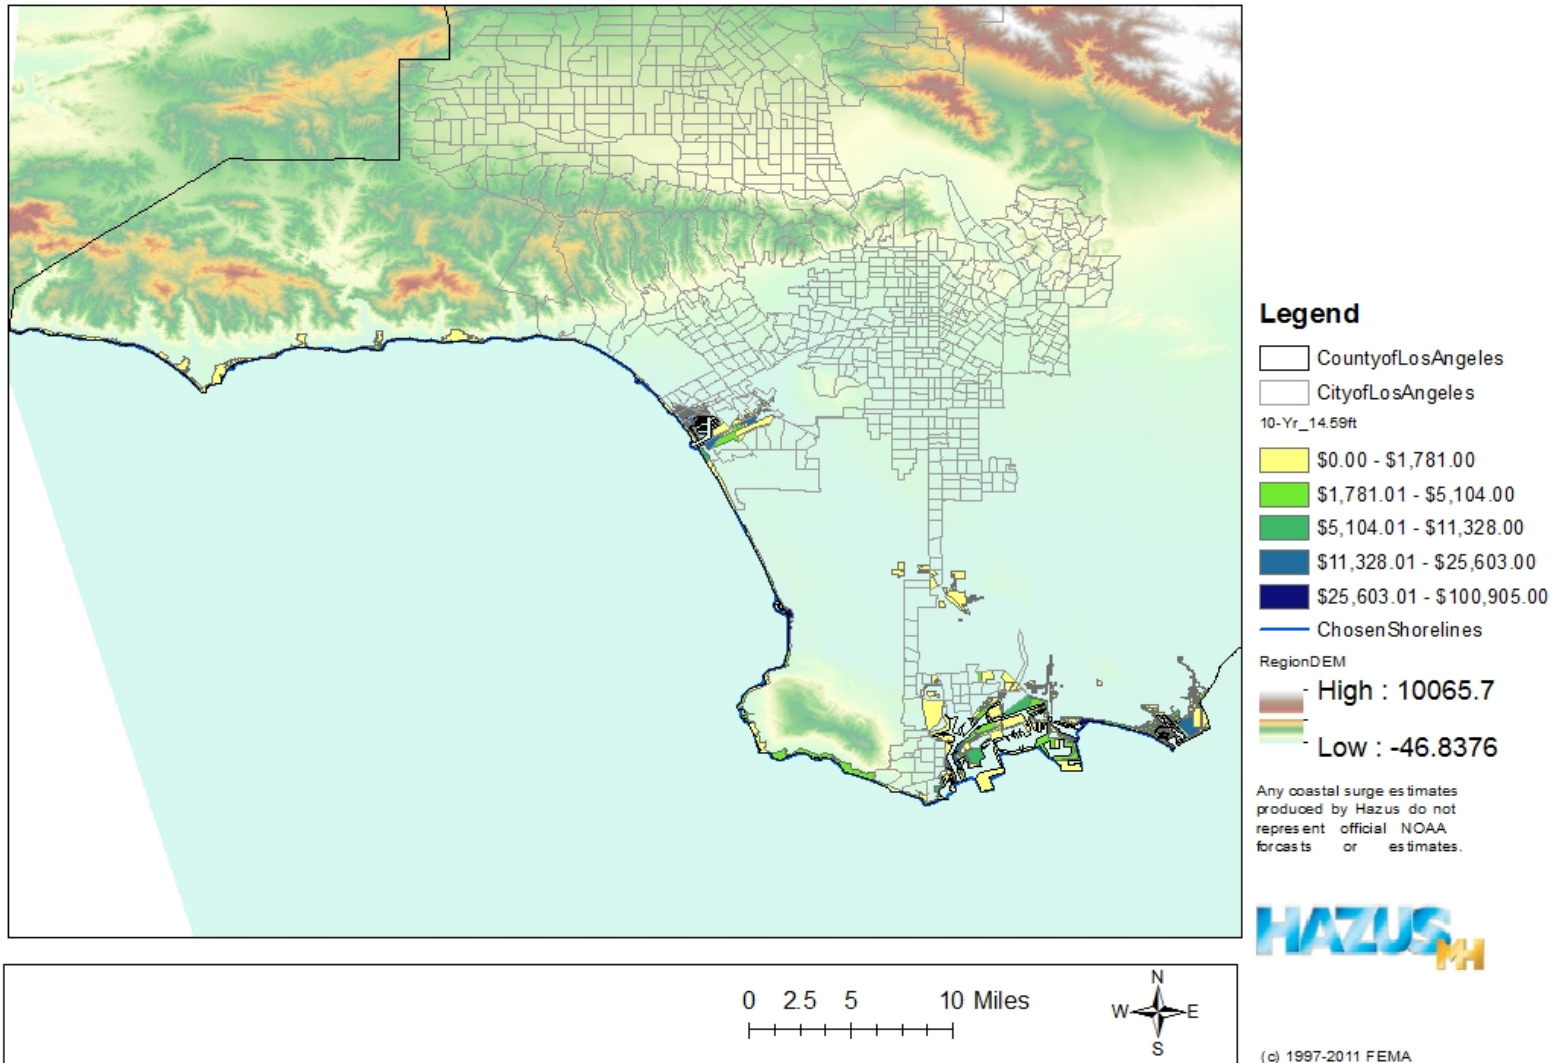 Legend
CountyofLosAngeles
CityofLosAngeles
10-Yr_14.59ft
$0.00 - $1,781.00
$1,781.01 - $5,104.00
$5,104.01 - $11,328.00
$11,328.01 - $25,603.00
$25,603.01 - $100,905.00
ChosenShorelines
RegionDEM
High : 10065.7
Low : -46.8376
Any coastal surge estimates
produced by Hazus do not
represent official NOAA
forcasts or estimates.
HAZUS
MH
0 2.5 5 10 Miles
N
W E
S
(c) 1997-2011 FEMA